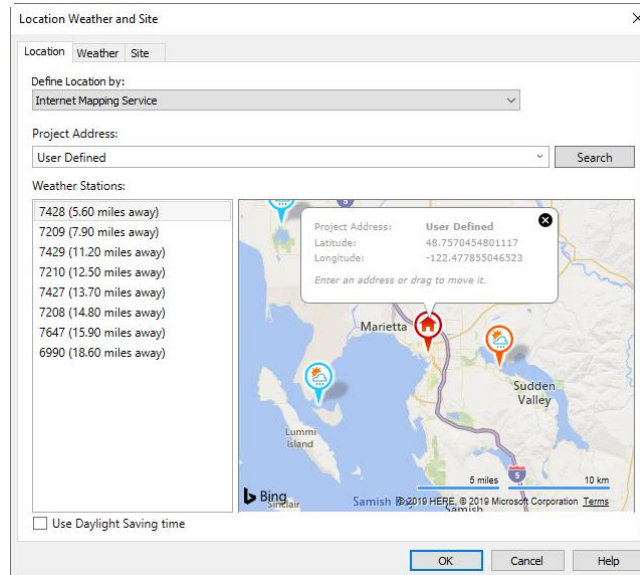 Location Weather and Site
Location Weather Site
Define Location by:
Internet Mapping Service
Project Address:
User Defined
Search
Weather Stations:
7428 (5.60 miles away)
7209 (7.90 miles away)
7429 (11.20 miles away)
7210 (12.50 miles away)
7427 (13.70 miles away)
7208 (14.80 miles away)
7647 (15.90 miles away)
6990 (18.60 miles away)
Project Address: User Defined
Latitude: 48.7570454801117
Longitude: -122.477855046523
Enter an address or drag to move it.
Marietta
Sudden
Valley
Lummi
Island
5
5 miles 10 km
Bing
Sinclair
Samish
© 2019 HERE, © 2019 Microsoft Corporation Terms
Samish
Use Daylight Saving time
OK Cancel Help